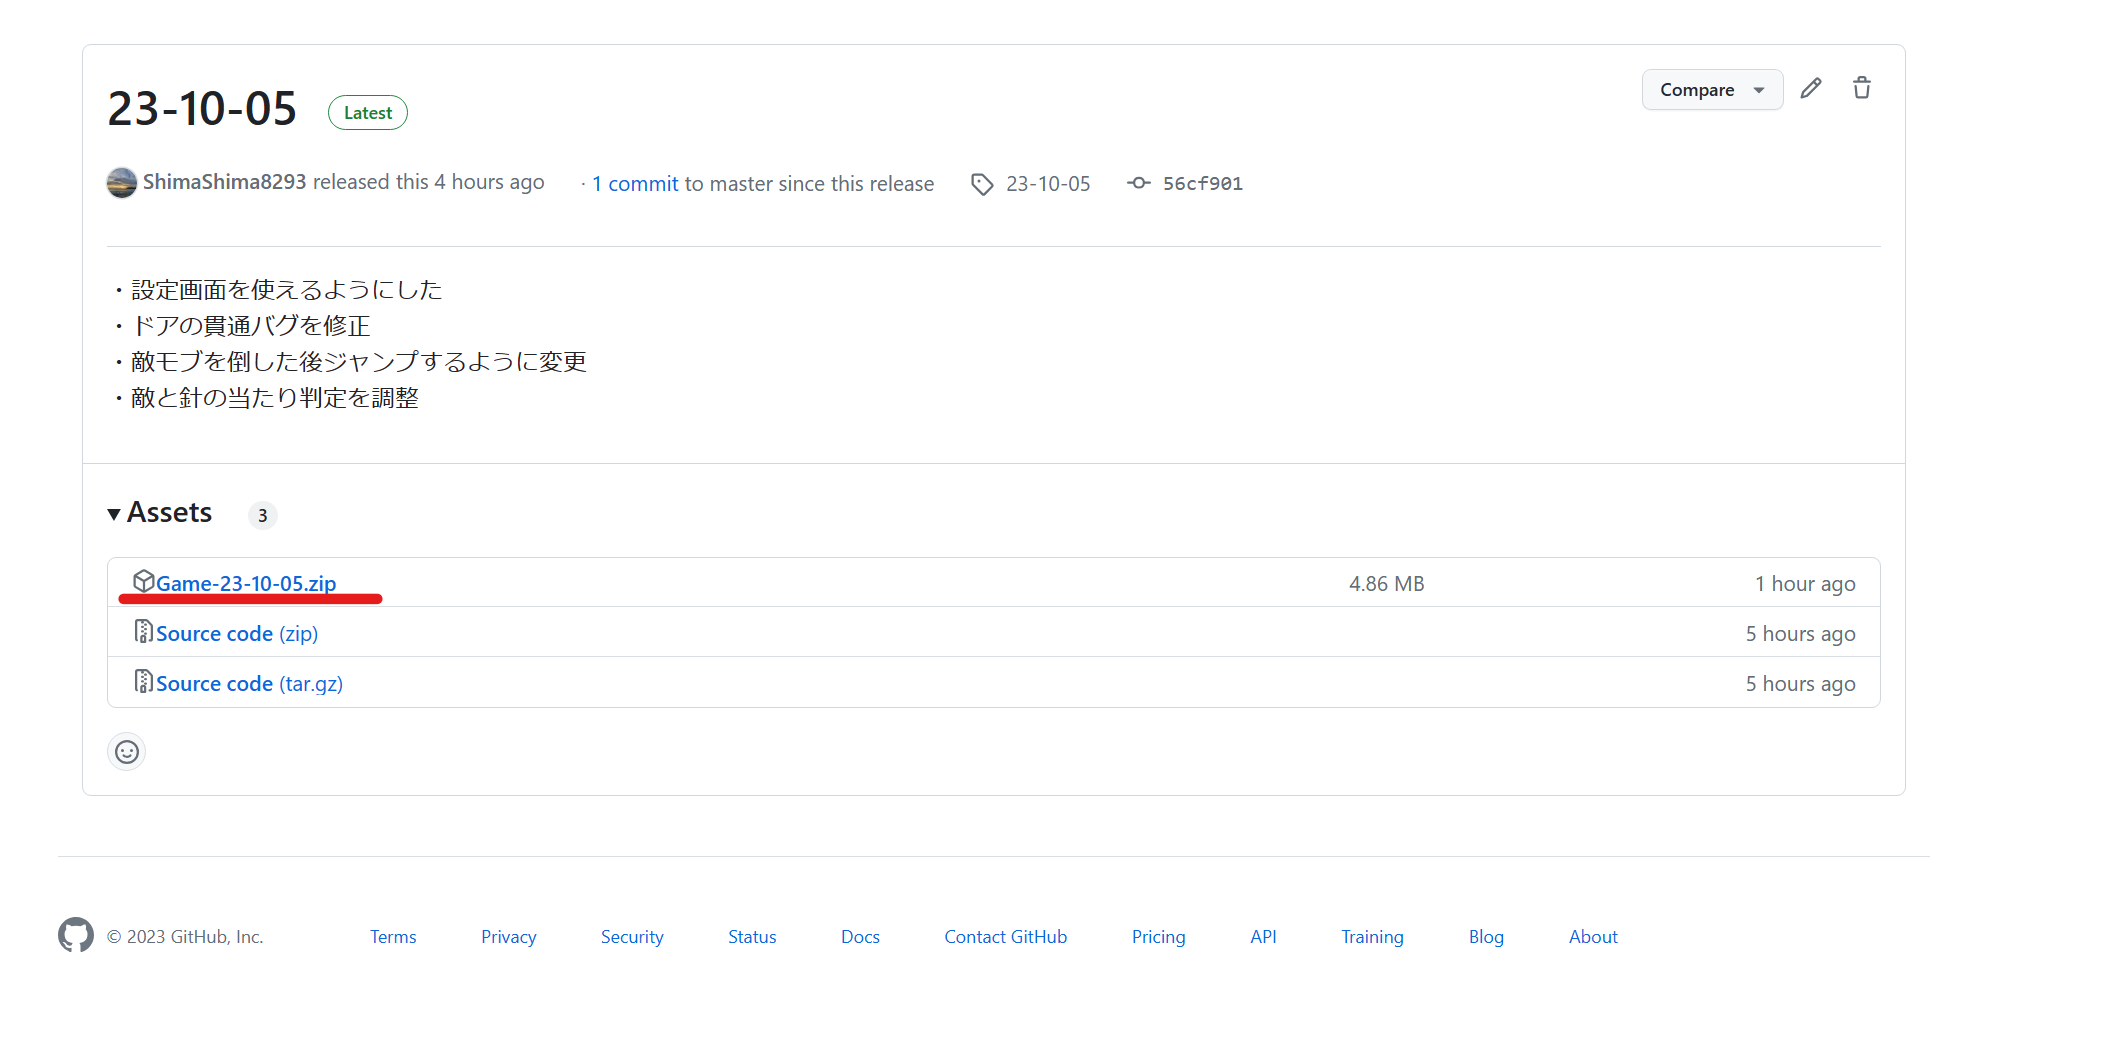 23-10-05 Latest Compare
ShimaShima8293 released this 4 hours ago · 1 commit to master since this release 23-10-05 56cf901
・設定画面を使えるようにした
・ドアの貫通バグを修正
・敵モブを倒した後ジャンプするように変更
・敵と針の当たり判定を調整
Assets 3
Game-23-10-05.zip 4.86 MB 1 hour ago
Source code (zip) 5 hours ago
Source code (tar.gz) 5 hours ago
© 2023 GitHub, Inc. Terms Privacy Security Status Docs Contact GitHub Pricing API Training Blog About